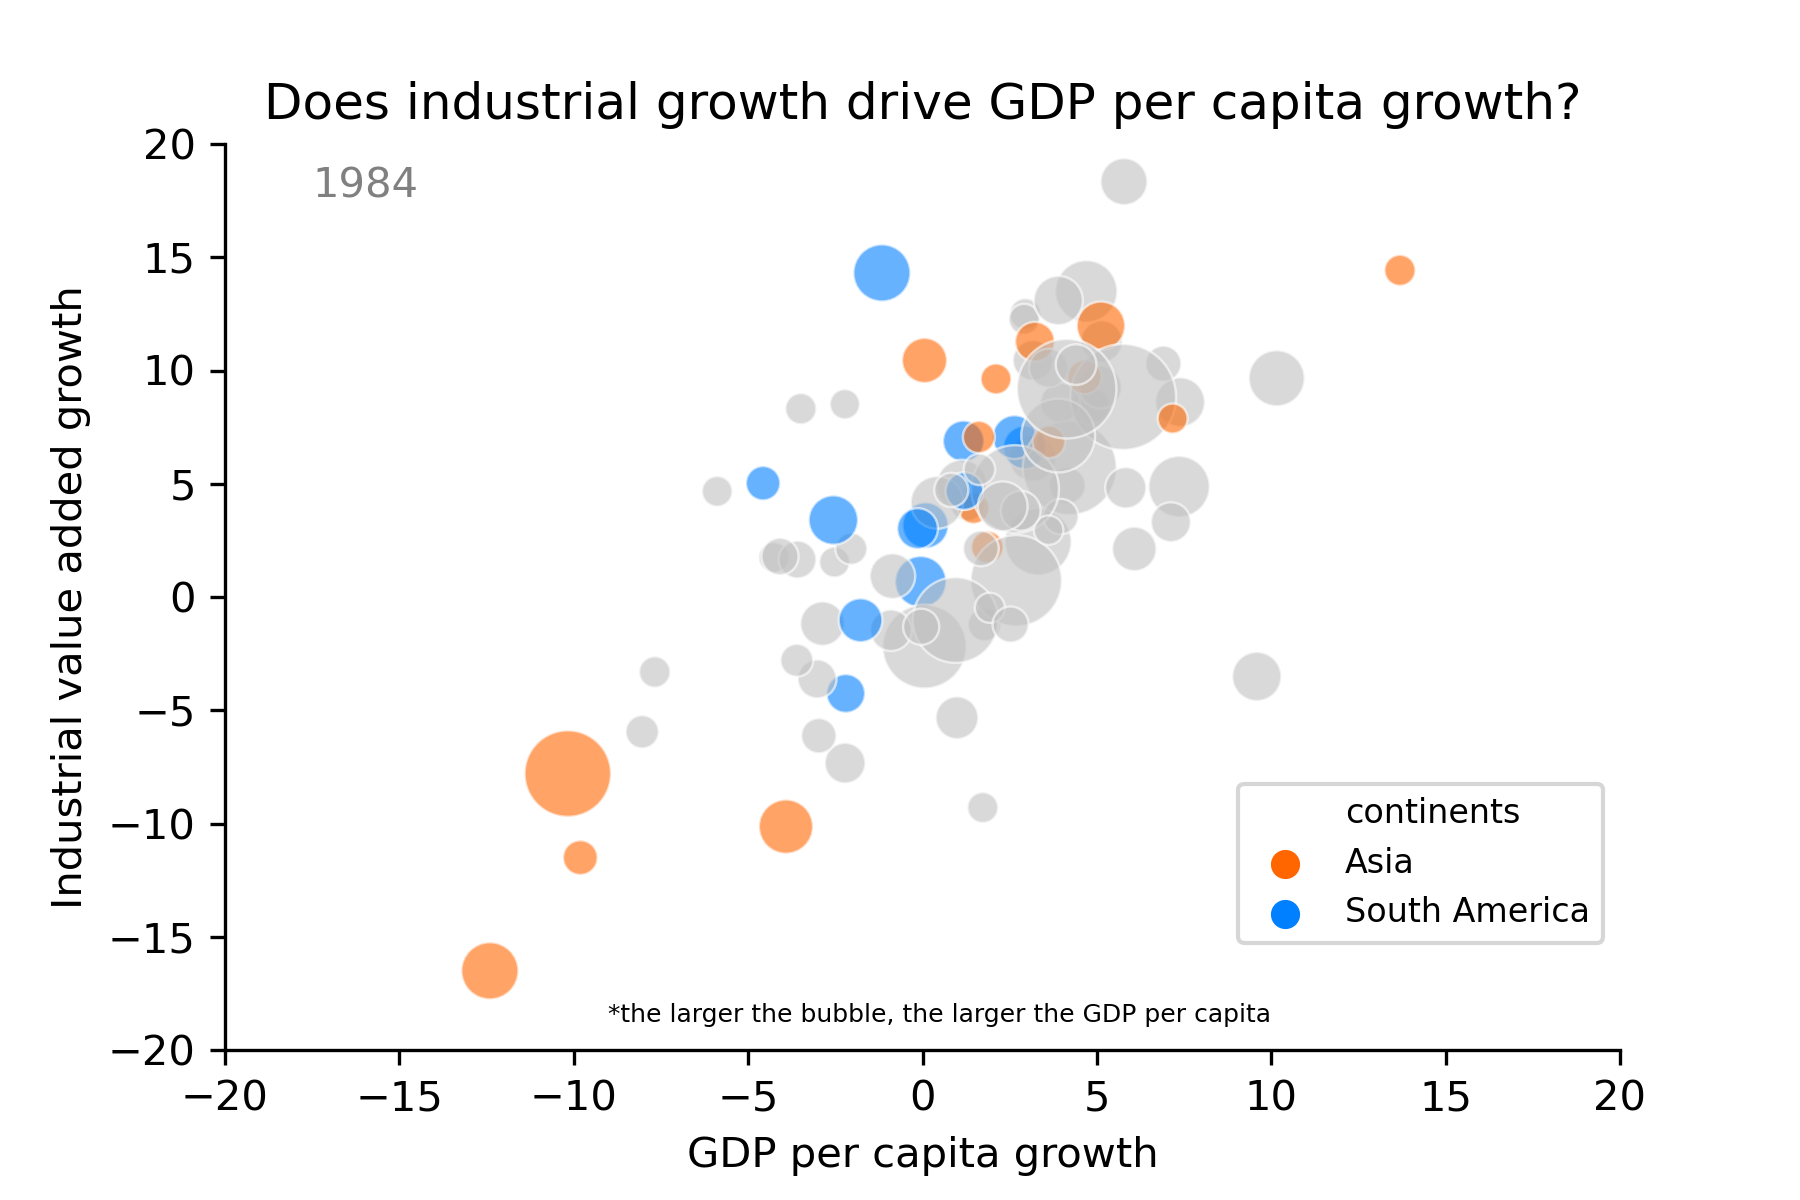 Does industrial growth drive GDP per capita growth?
1984
Industrial value added growth
20
15
10
5
0
−5
−10
−15
−20
continents
Asia
South America
*the larger the bubble, the larger the GDP per capita
−20 −15 −10 −5 0 5 10 15 20
GDP per capita growth